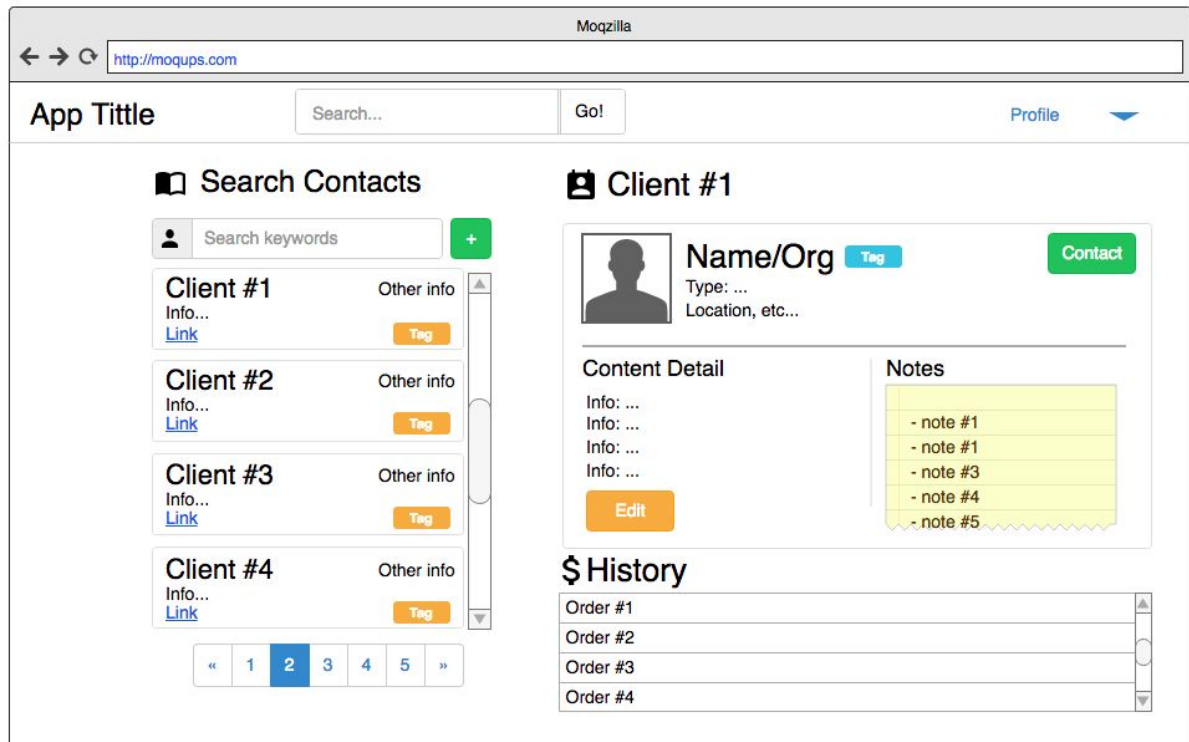 Moqzilla
http://moqups.com
App Tittle
Search...
Go!
Profile
Search Contacts
Search keywords
+
Client #1
Other info
Info...
Link
Tag
Client #2
Other info
Info...
Link
Tag
Client #3
Other info
Info...
Link
Tag
Client #4
Other info
Info...
Link
Tag
« 1 2 3 4 5 »
Client #1
Name/Org
Tag
Contact
Type: ...
Location, etc...
Content Detail
Info: ...
Info: ...
Info: ...
Info: ...
Edit
Notes
- note #1
- note #1
- note #3
- note #4
- note #5
$ History
Order #1
Order #2
Order #3
Order #4